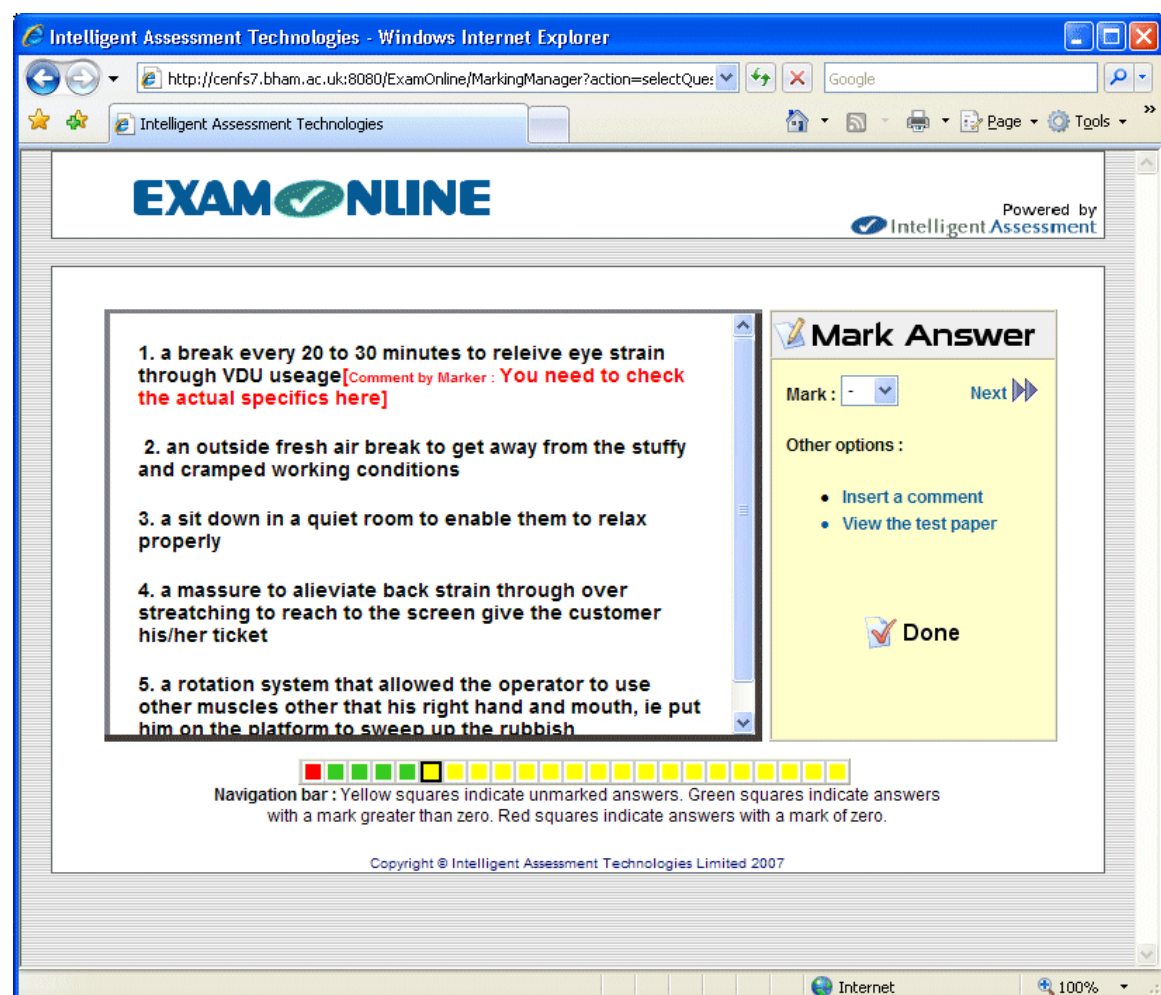 Intelligent Assessment Technologies - Windows Internet Explorer
http://cenfs7.bham.ac.uk:8080/ExamOnline/MarkingManager?action=selectQues
Google
Intelligent Assessment Technologies
Page
Tools
EXAMONLINE
Powered by
Intelligent Assessment
1. a break every 20 to 30 minutes to releive eye strain
through VDU useage[Comment by Marker : You need to check
the actual specifics here]
2. an outside fresh air break to get away from the stuffy
and cramped working conditions
3. a sit down in a quiet room to enable them to relax
properly
4. a massure to alieviate back strain through over
streatching to reach to the screen give the customer
his/her ticket
5. a rotation system that allowed the operator to use
other muscles other that his right hand and mouth, ie put
him on the platform to sweep up the rubbish
Mark Answer
Mark : -
Next
Other options :
• Insert a comment
• View the test paper
Done
Navigation bar : Yellow squares indicate unmarked answers. Green squares indicate answers
with a mark greater than zero. Red squares indicate answers with a mark of zero.
Copyright © Intelligent Assessment Technologies Limited 2007
Internet
100%